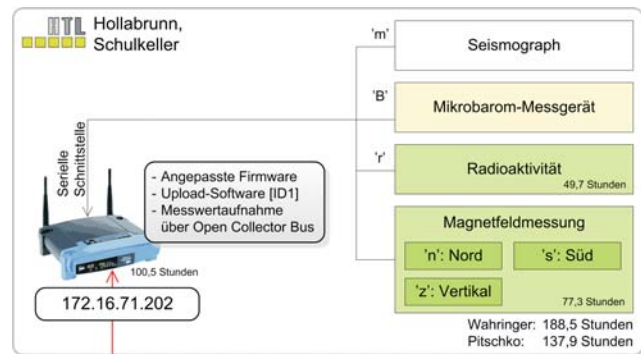 HTL Hollabrunn,
Schulkeller
'm'
Seismograph
'B'
Mikrobarom-Messgerät
'r'
Radioaktivität
49,7 Stunden
Serielle
Schnittstelle
- Angepasste Firmware
- Upload-Software [ID1]
- Messwertaufnahme
über Open Collector Bus
100,5 Stunden
172.16.71.202
Magnetfeldmessung
'n': Nord
's': Süd
'z': Vertikal
77,3 Stunden
Wahringer: 188,5 Stunden
Pitschko: 137,9 Stunden